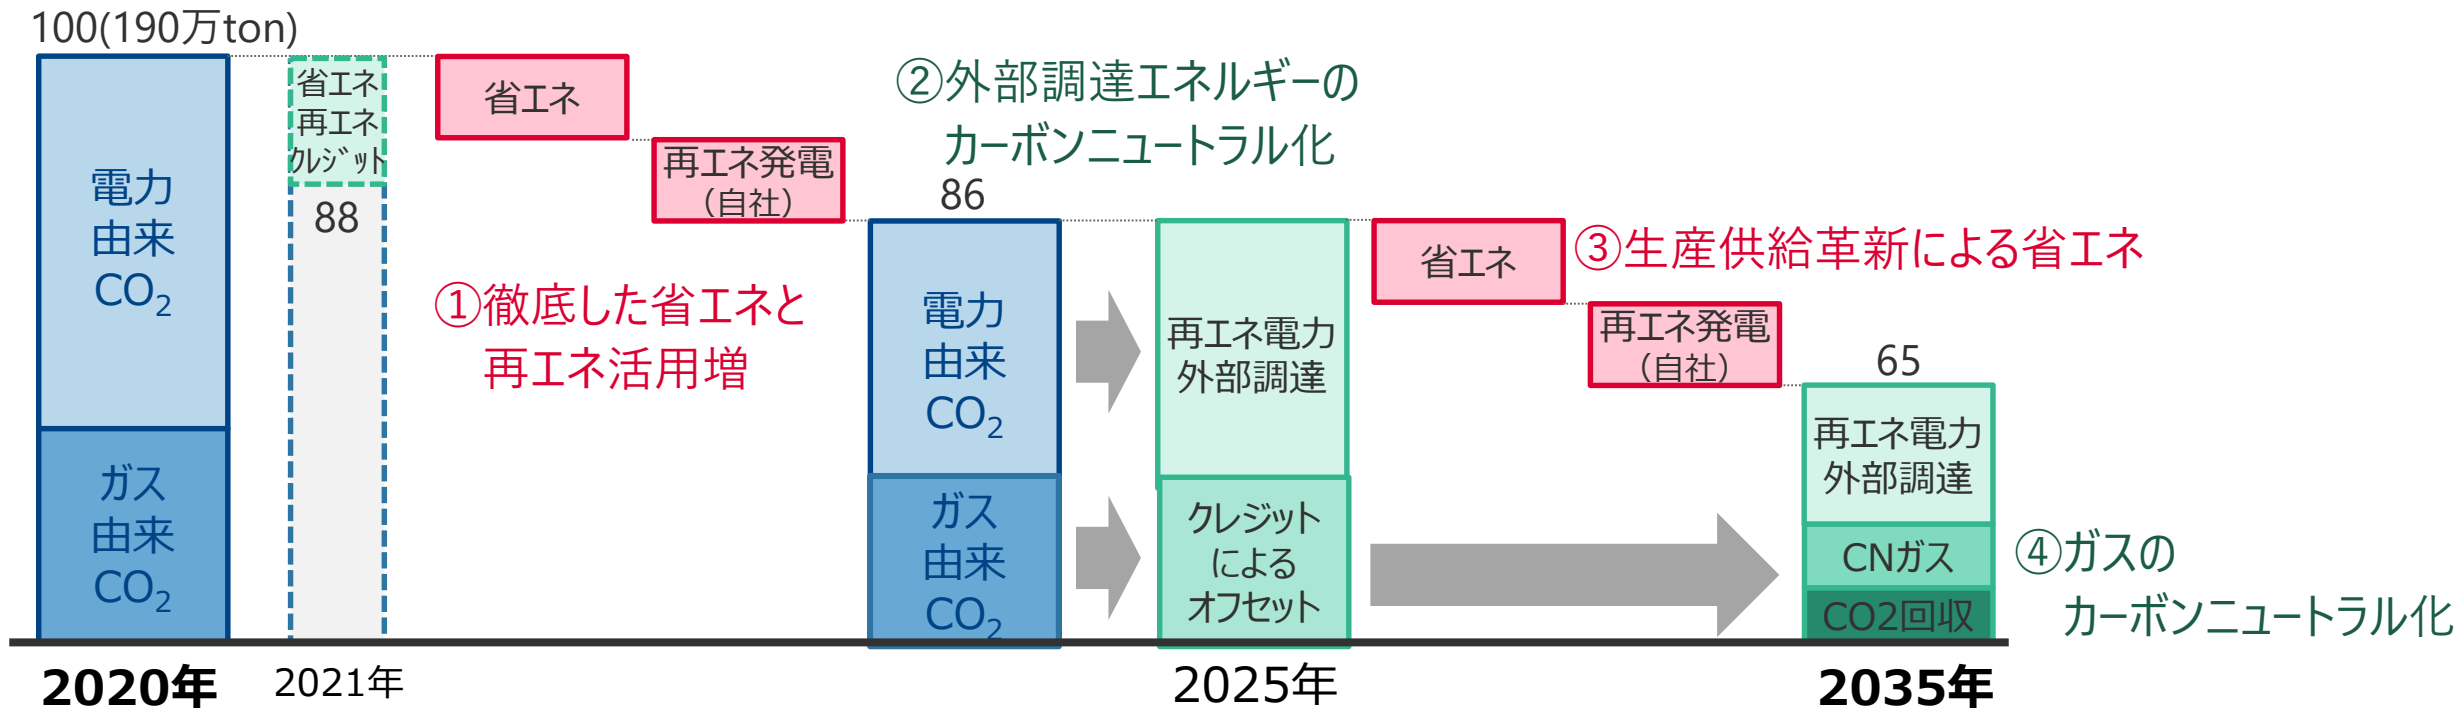 100(190万ton)
電力
由来
CO₂
ガス
由来
CO₂
2020年
省エネ
再エネ
ｸﾚｼﾞｯﾄ
88
2021年
省エネ
再エネ発電
（自社）
①徹底した省エネと
再エネ活用増
②外部調達エネルギーの
カーボンニュートラル化
86
電力
由来
CO₂
ガス
由来
CO₂
再エネ電力
外部調達
クレジット
による
オフセット
2025年
省エネ
③生産供給革新による省エネ
再エネ発電
（自社）
65
再エネ電力
外部調達
CNガス
CO2回収
④ガスの
カーボンニュートラル化
2035年